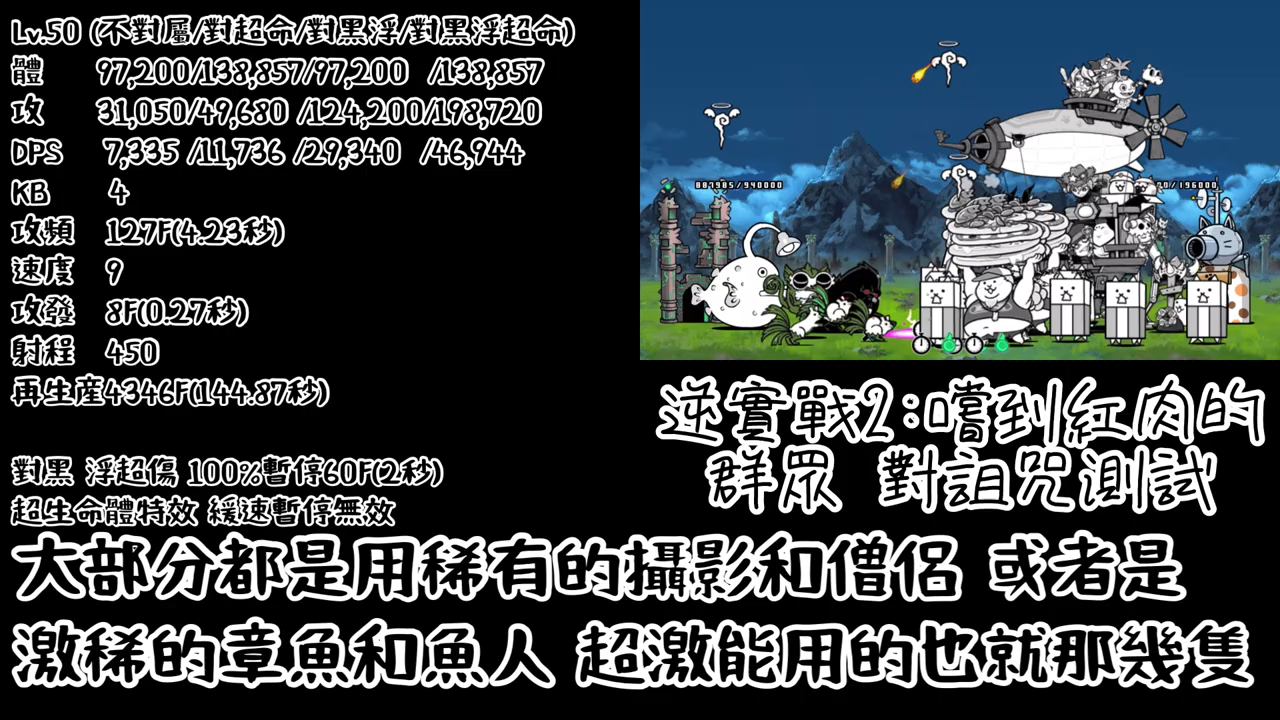 Lv.50 (不對屬/對超命/對黑浮/對黑浮超命)
體 97,200/138,857/97,200 /138,857
攻 31,050/49,680 /124,200/198,720
DPS 7,335 /11,736 /29,340 /46,944
KB 4
攻頻 127F(4.23秒)
速度 9
攻發 8F(0.27秒)
射程 450
再生産4346F(144.87秒)
對黑 浮超傷 100%暫停60F(2秒)
超生命體特效 緩速暫停無效
887985/940000
逆實戰2:嚐到紅肉的
群眾 對詛咒測試
大部分都是用稀有的攝影和僧侶 或者是
激稀的章魚和魚人 超激能用的也就那幾隻